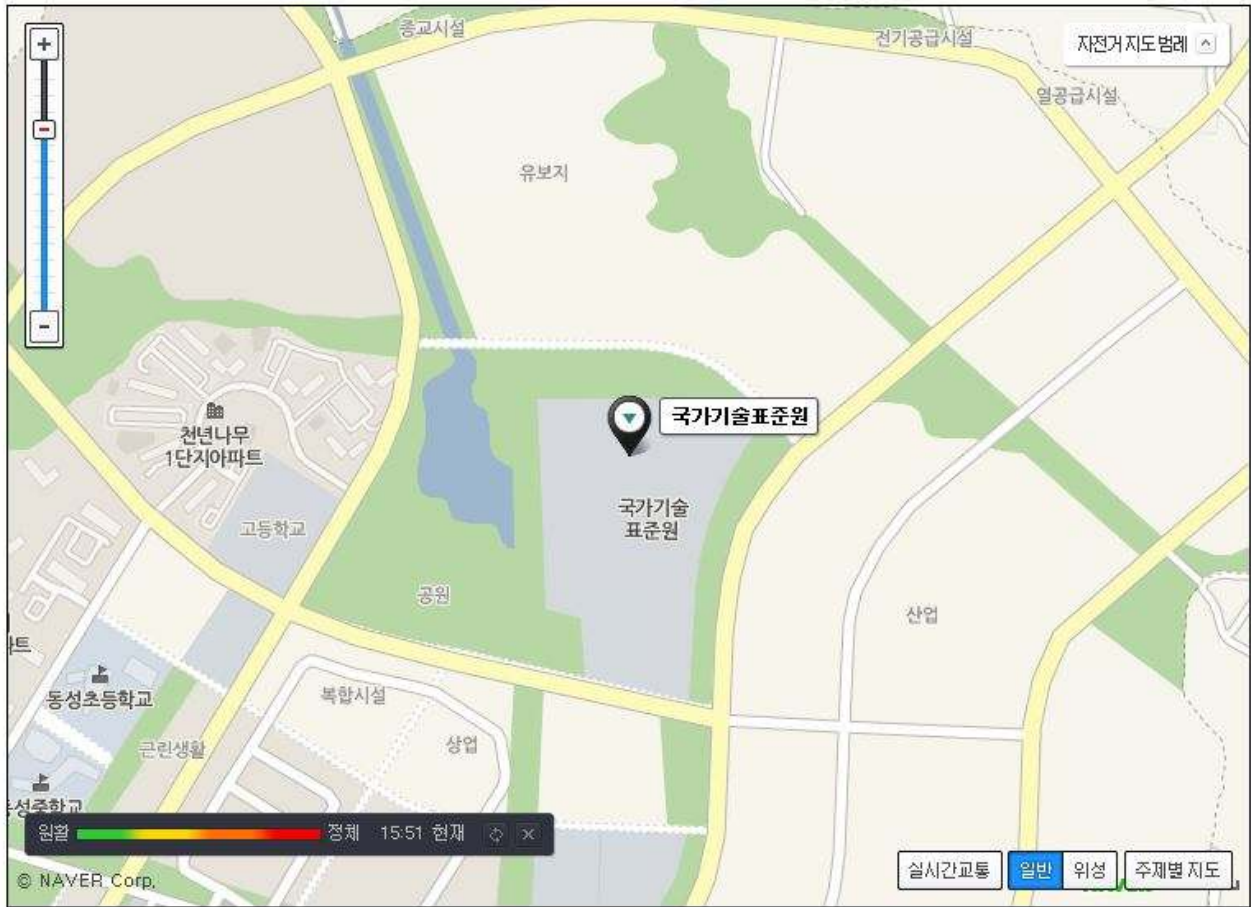 +
종교시설
전기공급시설
자전거 지도 범례
열공급시설
유보지
-
국가기술표준원
천년나무
1단지아파트
국가기술
표준원
고등학교
공원
산업
트
동성초등학교
복합시설
상업
근린생활
성중학교
원활 정체 15:51 현재
© NAVER Corp.
실시간교통 일반 위성 주제별 지도